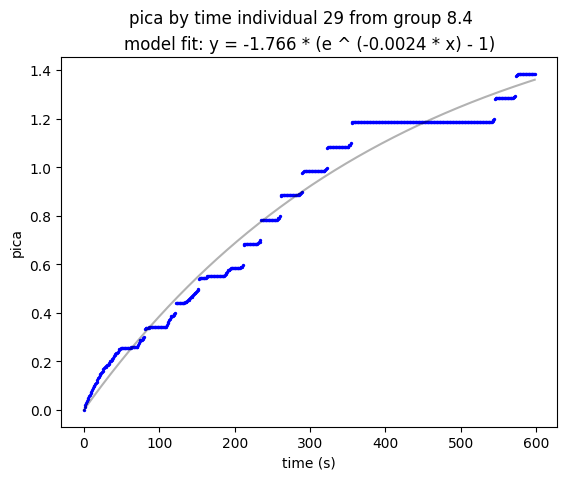 pica by time individual 29 from group 8.4
model fit: y = -1.766 * (e ^ (-0.0024 * x) - 1)
1.4
1.2
1.0
0.8
0.6
0.4
0.2
0.0
pica
0 100 200 300 400 500 600
time (s)